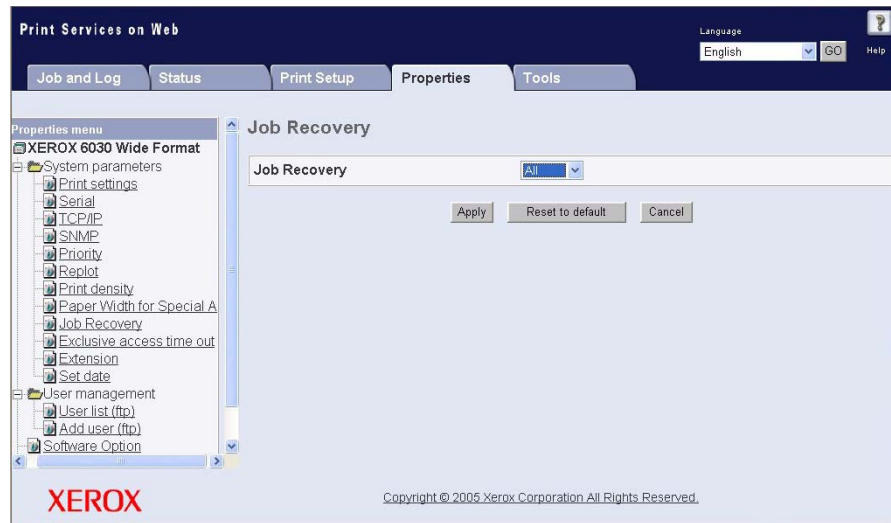 Print Services on Web
Language
English
GO
?
Help
Job and Log
Status
Print Setup
Properties
Tools
Properties menu
XEROX 6030 Wide Format
System parameters
Print settings
Serial
TCP/IP
SNMP
Priority
Replot
Print density
Paper Width for Special A
Job Recovery
Exclusive access time out
Extension
Set date
User management
User list (ftp)
Add user (ftp)
Software Option
Job Recovery
Job Recovery
All
Apply
Reset to default
Cancel
XEROX
Copyright © 2005 Xerox Corporation All Rights Reserved.